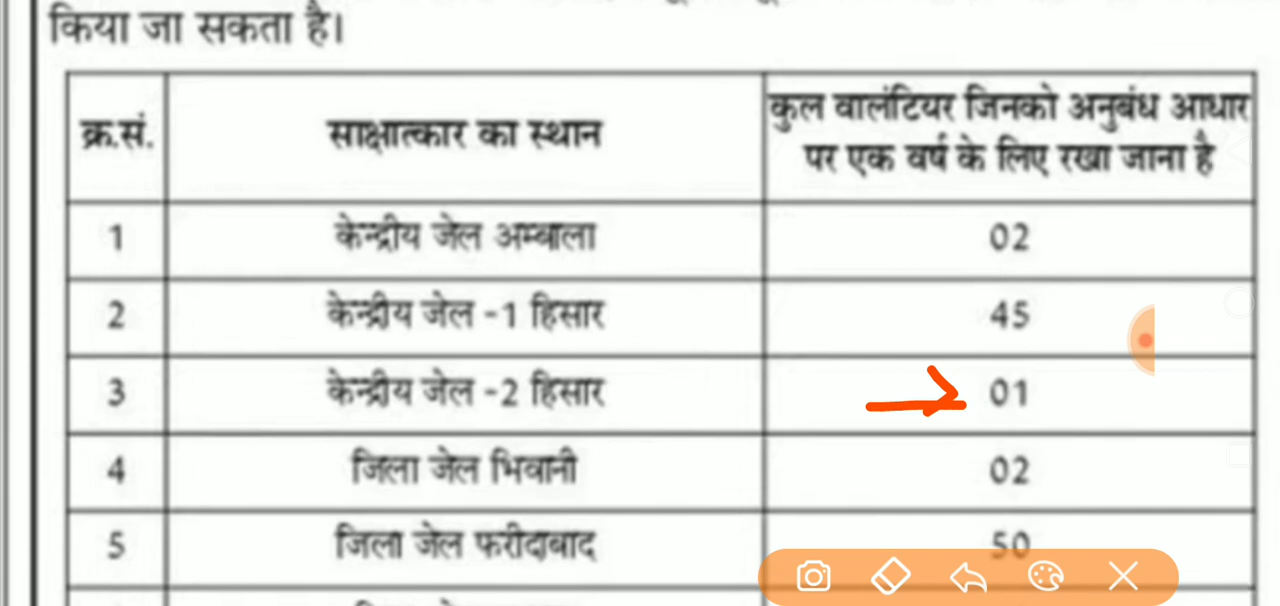 किया जा सकता है।
क्र.सं. साक्षात्कार का स्थान कुल वालंटियर जिनको अनुबंध आधार
पर एक वर्ष के लिए रखा जाना है
1 केन्द्रीय जेल अम्बाला 02
2 केन्द्रीय जेल -1 हिसार 45
3 केन्द्रीय जेल -2 हिसार 01
4 जिला जेल भिवानी 02
5 जिला जेल फरीदाबाद 50